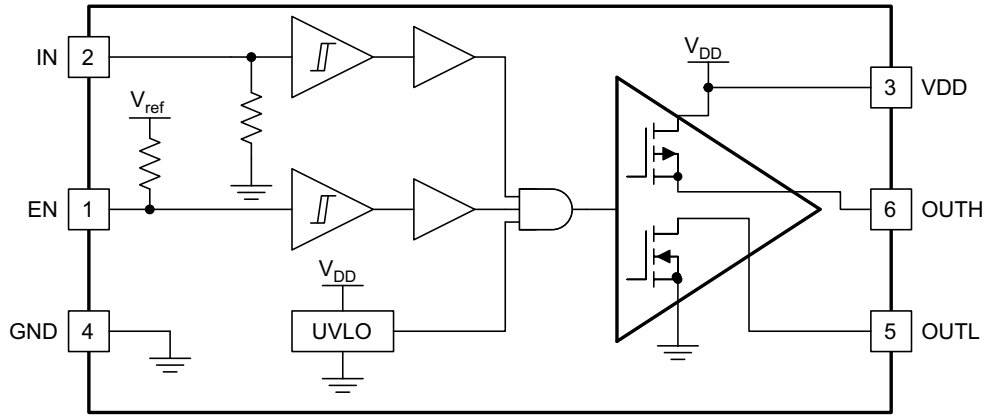 IN 2
V_DD
3 VDD
V_ref
EN 1
6 OUTH
V_DD
GND 4
UVLO
5 OUTL